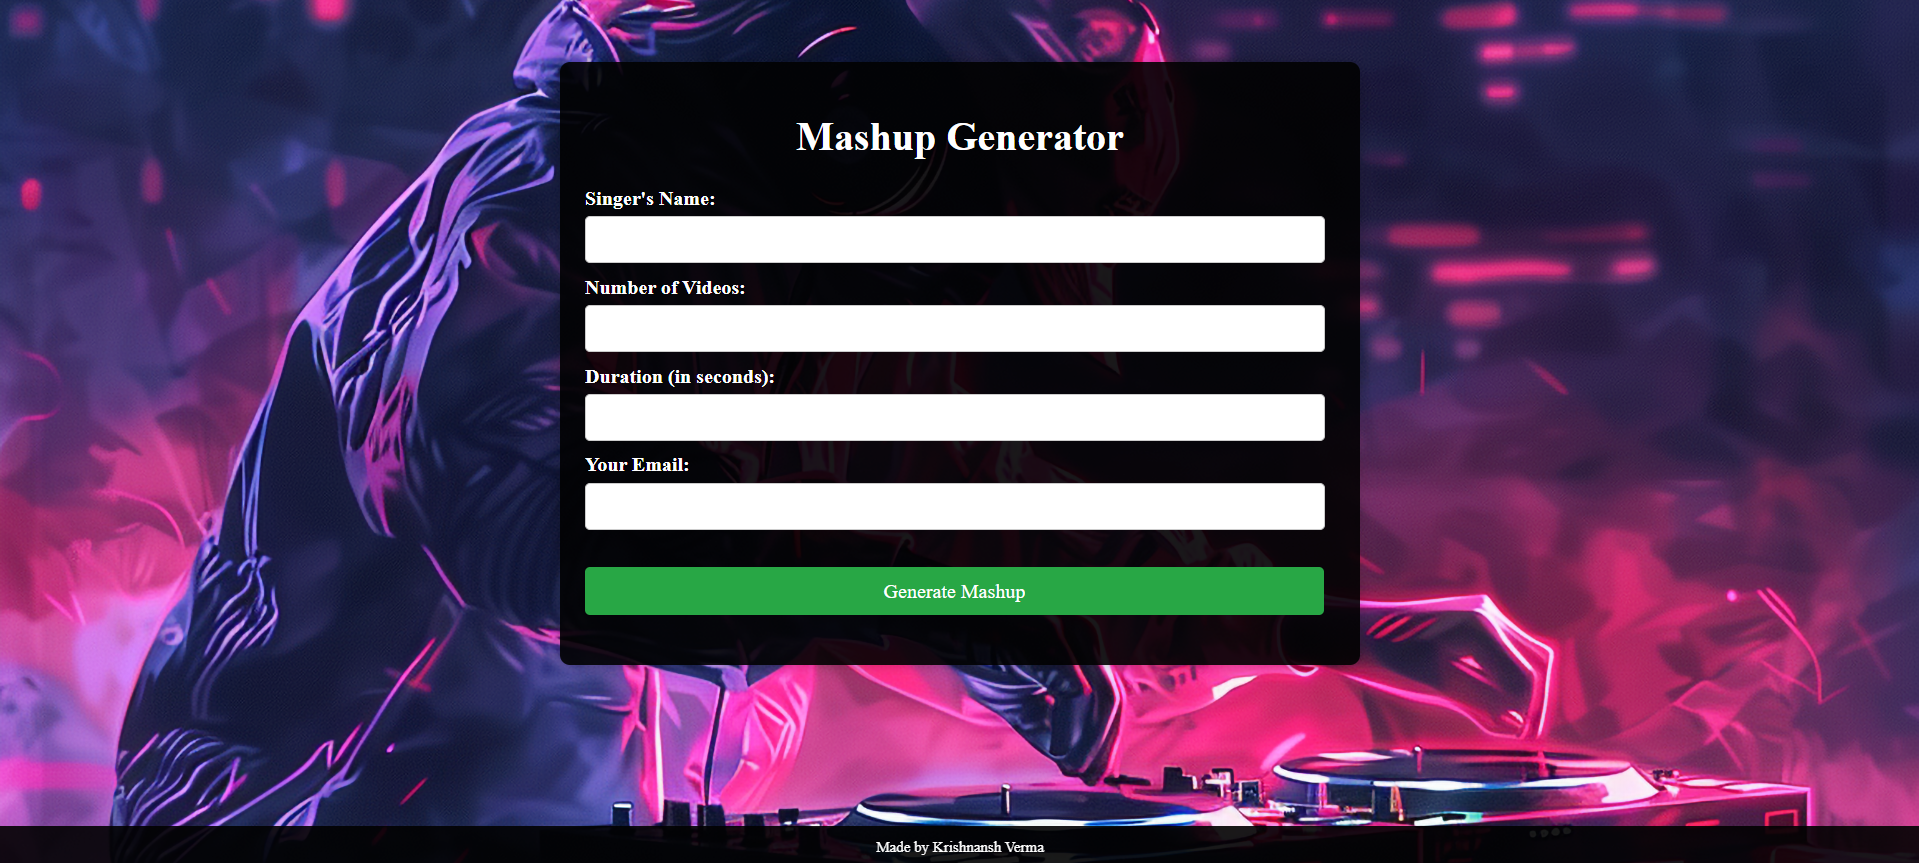 Mashup Generator
Singer's Name:
Number of Videos:
Duration (in seconds):
Your Email:
Generate Mashup
Made by Krishnansh Verma